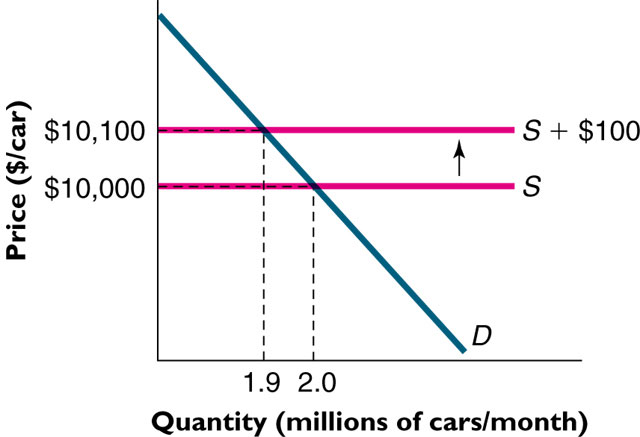 Price ($/car)
$10,100
S + $100
$10,000
S
D
1.9 2.0
Quantity (millions of cars/month)